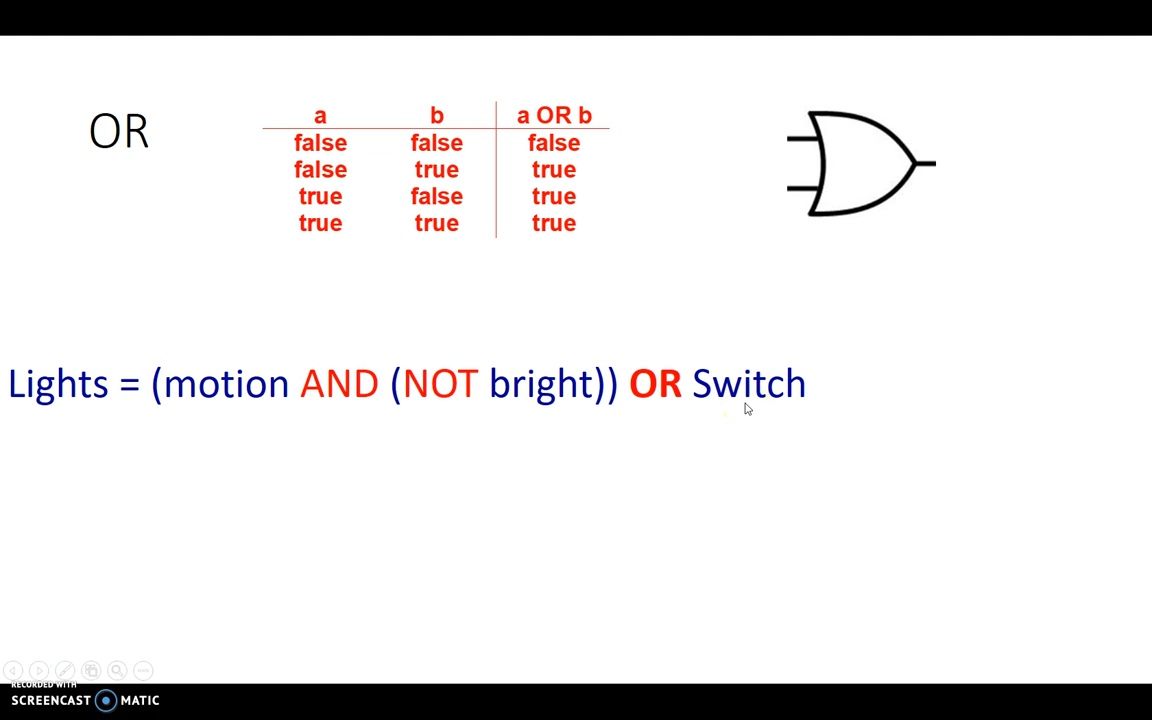 OR
a b a OR b
false false false
false true true
true false true
true true true
Lights = (motion AND (NOT bright)) OR Switch
RECORDED WITH
SCREENCAST MATIC